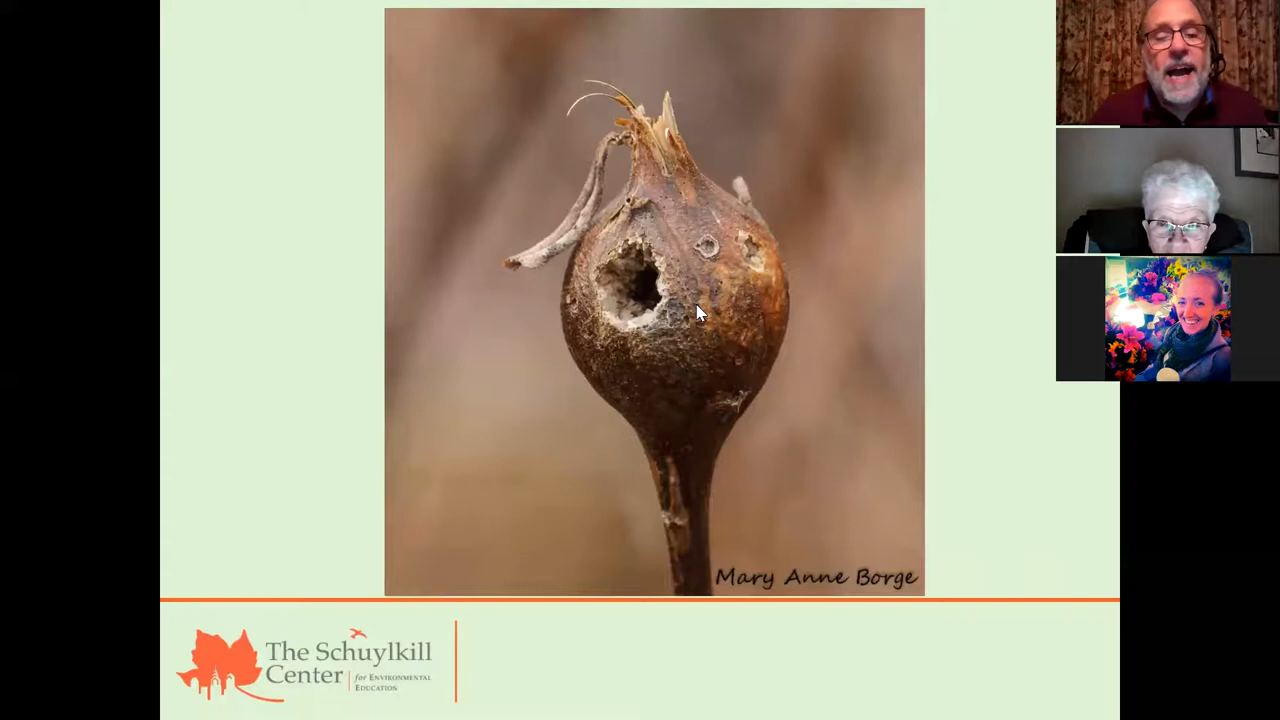 Mary Anne Borge
The Schuylkill
Center
for ENVIRONMENTAL
EDUCATION